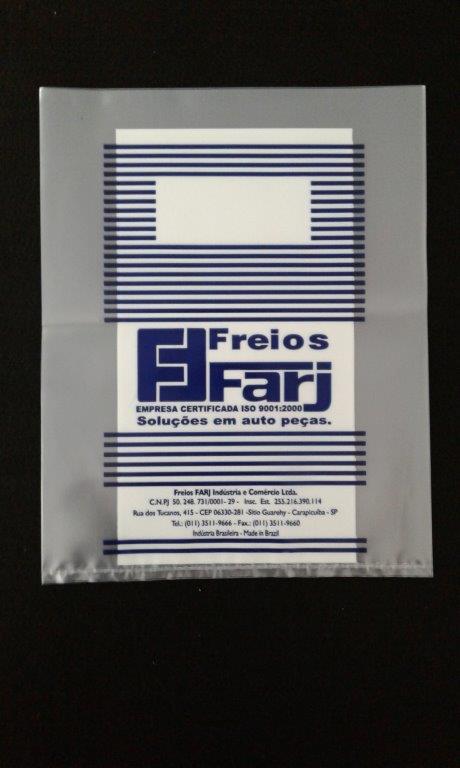 Freios
Farj
EMPRESA CERTIFICADA ISO 9001:2000
Soluções em auto peças.
Freios FARJ Indústria e Comércio Ltda.
C.N.P.J 50. 248. 731/0001- 29 - Insc. Est. 255.216.390.114
Rua dos Tucanos, 415 - CEP 06330-281 -Sítio Guarehy - Carapicuíba - SP
Tel.: (011) 3511-9666 - Fax.: (011) 3511-9660
Indústria Brasileira - Made in Brazil